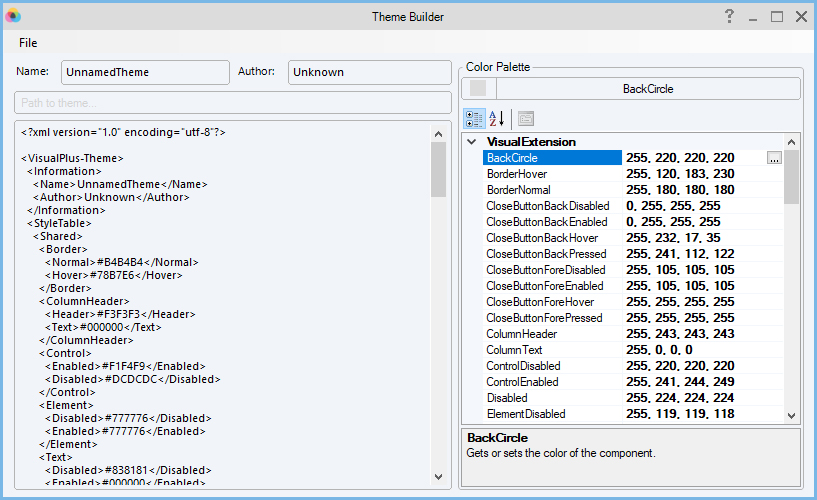 Theme Builder
File
Name: UnnamedTheme Author: Unknown
Path to theme...
<?xml version="1.0" encoding="utf-8"?>
<VisualPlus-Theme>
<Information>
<Name>UnnamedTheme</Name>
<Author>Unknown</Author>
</Information>
<StyleTable>
<Shared>
<Border>
<Normal>#B4B4B4</Normal>
<Hover>#78B7E6</Hover>
</Border>
<ColumnHeader>
<Header>#F3F3F3</Header>
<Text>#000000</Text>
</ColumnHeader>
<Control>
<Enabled>#F1F4F9</Enabled>
<Disabled>#DCDCDC</Disabled>
</Control>
<Element>
<Disabled>#777776</Disabled>
<Enabled>#777776</Enabled>
</Element>
<Text>
<Disabled>#838181</Disabled>
<Enabled>#000000</Enabled>
Color Palette
BackCircle
VisualExtension
BackCircle 255, 220, 220, 220 ...
BorderHover 255, 120, 183, 230
BorderNormal 255, 180, 180, 180
CloseButtonBackDisabled 0, 255, 255, 255
CloseButtonBackEnabled 0, 255, 255, 255
CloseButtonBackHover 255, 232, 17, 35
CloseButtonBackPressed 255, 241, 112, 122
CloseButtonForeDisabled 255, 105, 105, 105
CloseButtonForeEnabled 255, 105, 105, 105
CloseButtonForeHover 255, 255, 255, 255
CloseButtonForePressed 255, 255, 255, 255
ColumnHeader 255, 243, 243, 243
ColumnText 255, 0, 0, 0
ControlDisabled 255, 220, 220, 220
ControlEnabled 255, 241, 244, 249
Disabled 255, 224, 224, 224
ElementDisabled 255, 119, 119, 118
BackCircle
Gets or sets the color of the component.